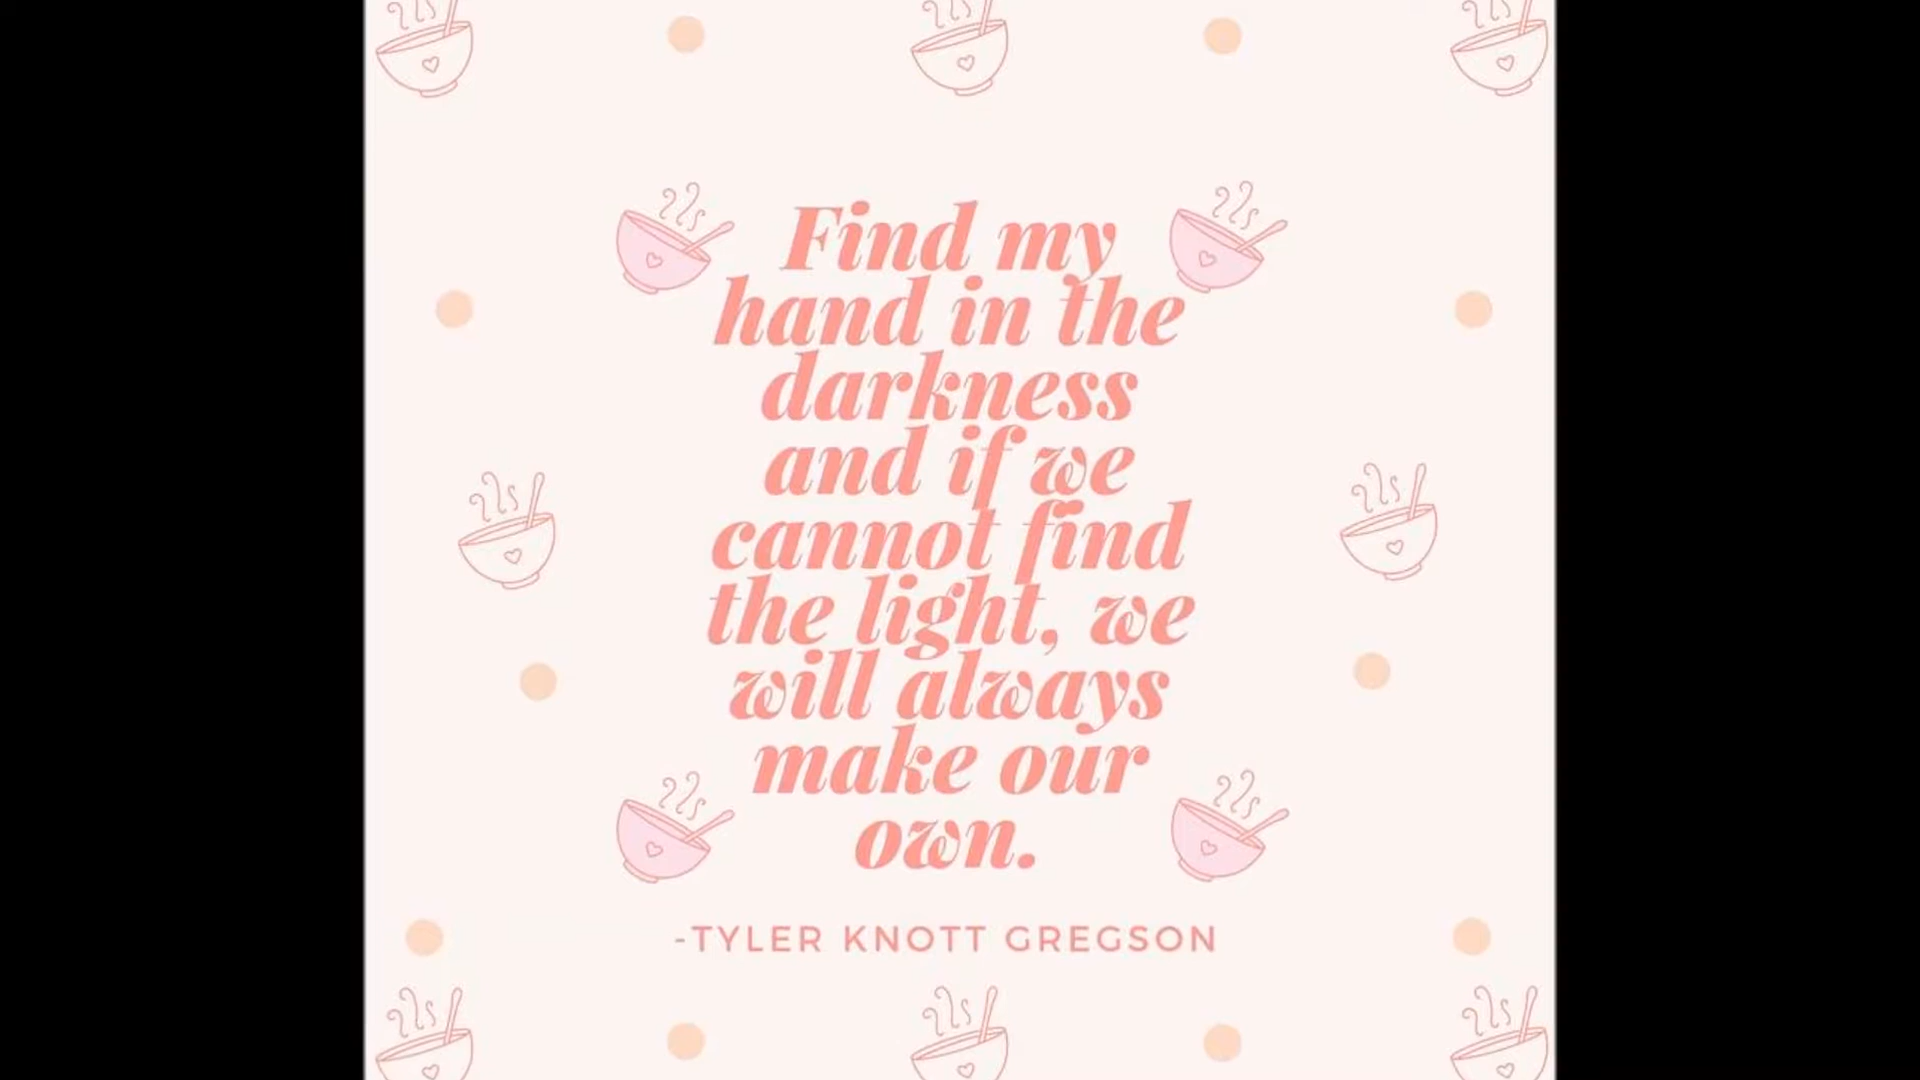 Find my
hand in the
darkness
and if we
cannot find
the light, we
will always
make our
own.
-TYLER KNOTT GREGSON